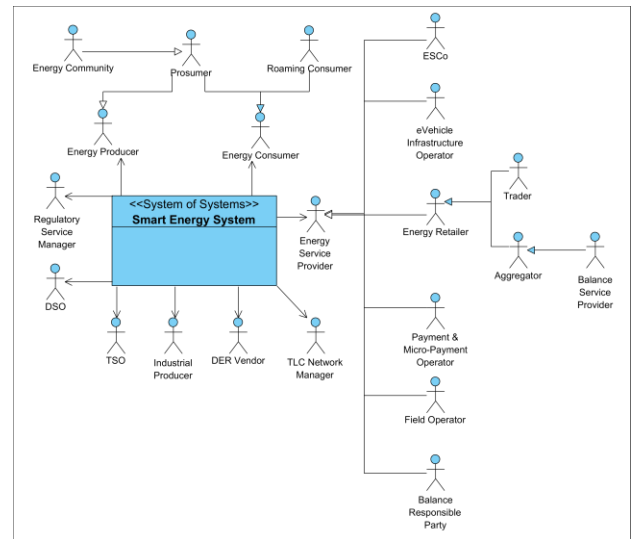 Energy Community
Prosumer
Roaming Consumer
ESCo
Energy Producer
Energy Consumer
eVehicle
Infrastructure
Operator
Trader
<<System of Systems>>
Smart Energy System
Regulatory
Service
Manager
Energy
Service
Provider
Energy Retailer
Aggregator
Balance
Service
Provider
DSO
TSO
Industrial
Producer
DER Vendor
TLC Network
Manager
Payment &
Micro-Payment
Operator
Field Operator
Balance
Responsible
Party